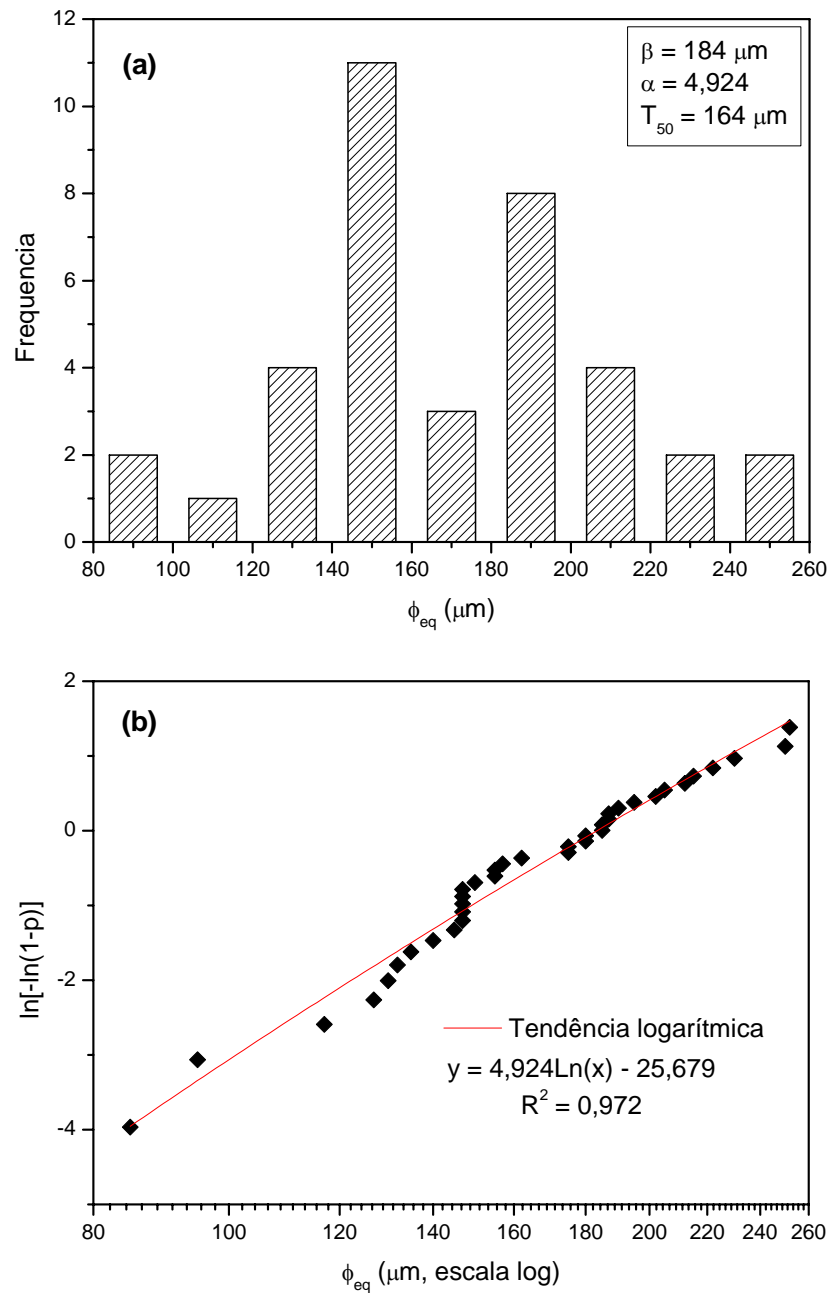 (a)
β = 184 μm
α = 4,924
T50 = 164 μm
Frequencia
12
10
8
6
4
2
0
80 100 120 140 160 180 200 220 240 260
ϕeq (μm)
(b)
ln[-ln(1-p)]
2
0
-2
-4
Tendência logarítmica
y = 4,924Ln(x) - 25,679
R2 = 0,972
80 100 120 140 160 180 200 220 240 260
ϕeq (μm, escala log)